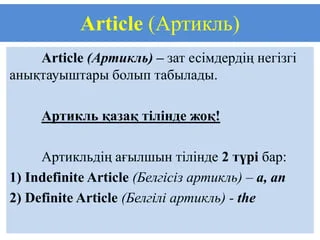 Article (Артикль)
Article (Артикль) – зат есімдердің негізгі
анықтауыштары болып табылады.
Артикль қазақ тілінде жоқ!
Артикльдің ағылшын тілінде 2 түрі бар:
1) Indefinite Article (Белгісіз артикль) – a, an
2) Definite Article (Белгілі артикль) - the